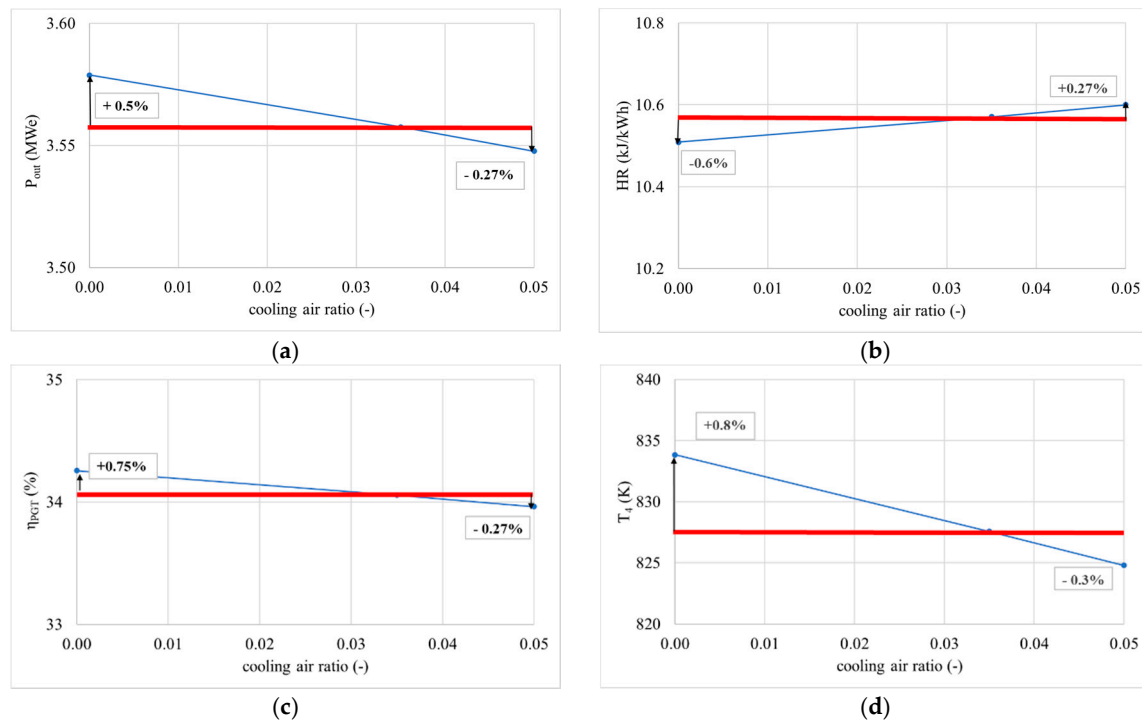 3.60
3.55
3.50
P_out (MWe)
+ 0.5%
- 0.27%
0.00 0.01 0.02 0.03 0.04 0.05
cooling air ratio (-)
(a)
10.8
10.6
10.4
10.2
HR (kJ/kWh)
+0.27%
-0.6%
0.00 0.01 0.02 0.03 0.04 0.05
cooling air ratio (-)
(b)
35
34
33
η_PGT (%)
+0.75%
- 0.27%
0.00 0.01 0.02 0.03 0.04 0.05
cooling air ratio (-)
(c)
840
835
830
825
820
T_4 (K)
+0.8%
- 0.3%
0.00 0.01 0.02 0.03 0.04 0.05
cooling air ratio (-)
(d)